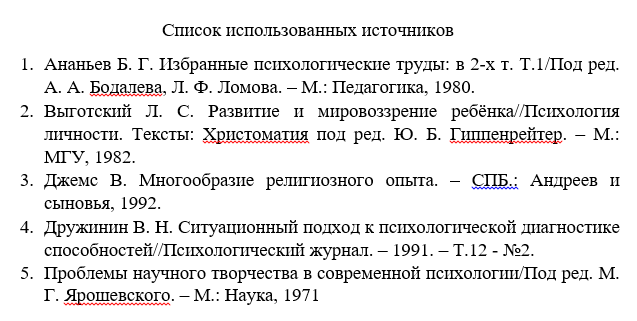 Список использованных источников
1. Ананьев Б. Г. Избранные психологические труды: в 2-х т. Т.1/Под ред.
А. А. Бодалева, Л. Ф. Ломова. – М.: Педагогика, 1980.
2. Выготский Л. С. Развитие и мировоззрение ребёнка//Психология
личности. Тексты: Христоматия под ред. Ю. Б. Гиппенрейтер. – М.:
МГУ, 1982.
3. Джемс В. Многообразие религиозного опыта. – СПБ.: Андреев и
сыновья, 1992.
4. Дружинин В. Н. Ситуационный подход к психологической диагностике
способностей//Психологический журнал. – 1991. – Т.12 - №2.
5. Проблемы научного творчества в современной психологии/Под ред. М.
Г. Ярошевского. – М.: Наука, 1971